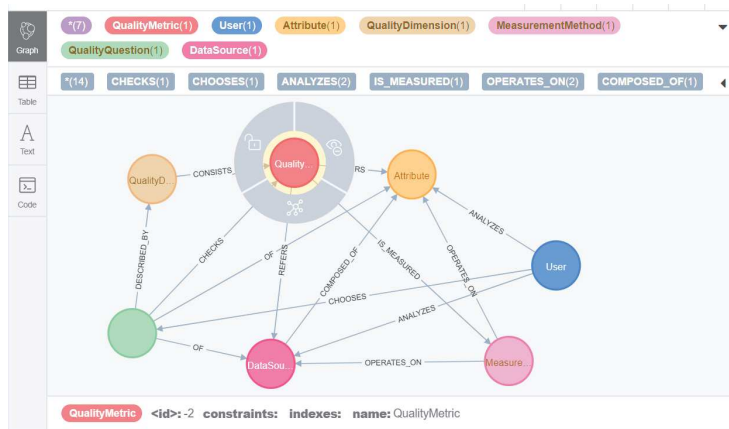 *(7) QualityMetric(1) User(1) Attribute(1) QualityDimension(1) MeasurementMethod(1)
Graph
QualityQuestion(1) DataSource(1)
*(14) CHECKS(1) CHOOSES(1) ANALYZES(2) IS_MEASURED(1) OPERATES_ON(2) COMPOSED_OF(1)
Table
Text
Code
QualityD...
CONSISTS_
Quality...
RS
Attribute
ANALYZES
DESCRIBED_BY
CHECKS
OF
REFERS
COMPOSED_OF
IS_MEASURED
OPERATES_ON
User
CHOOSES
ANALYZES
OF
DataSou...
OPERATES_ON
Measure...
QualityMetric <id>: -2 constraints: indexes: name: QualityMetric